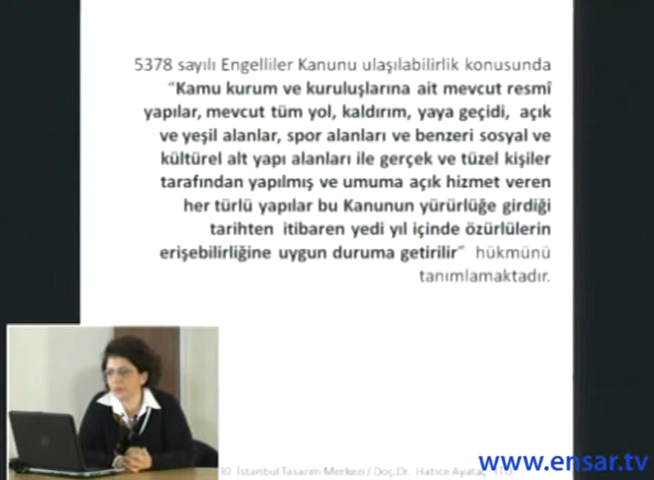 5378 sayılı Engelliler Kanunu ulaşılabilirlik konusunda
"Kamu kurum ve kuruluşlarına ait mevcut resmî
yapılar, mevcut tüm yol, kaldırım, yaya geçidi, açık
ve yeşil alanlar, spor alanları ve benzeri sosyal ve
kültürel alt yapı alanları ile gerçek ve tüzel kişiler
tarafından yapılmış ve umuma açık hizmet veren
her türlü yapılar bu Kanunun yürürlüğe girdiği
tarihten itibaren yedi yıl içinde özürlülerin
erişebilirliğine uygun duruma getirilir" hükmünü
tanımlamaktadır.
İstanbul Tasarım Merkezi / Doç.Dr. Hatice Ayataç
www.ensar.tv